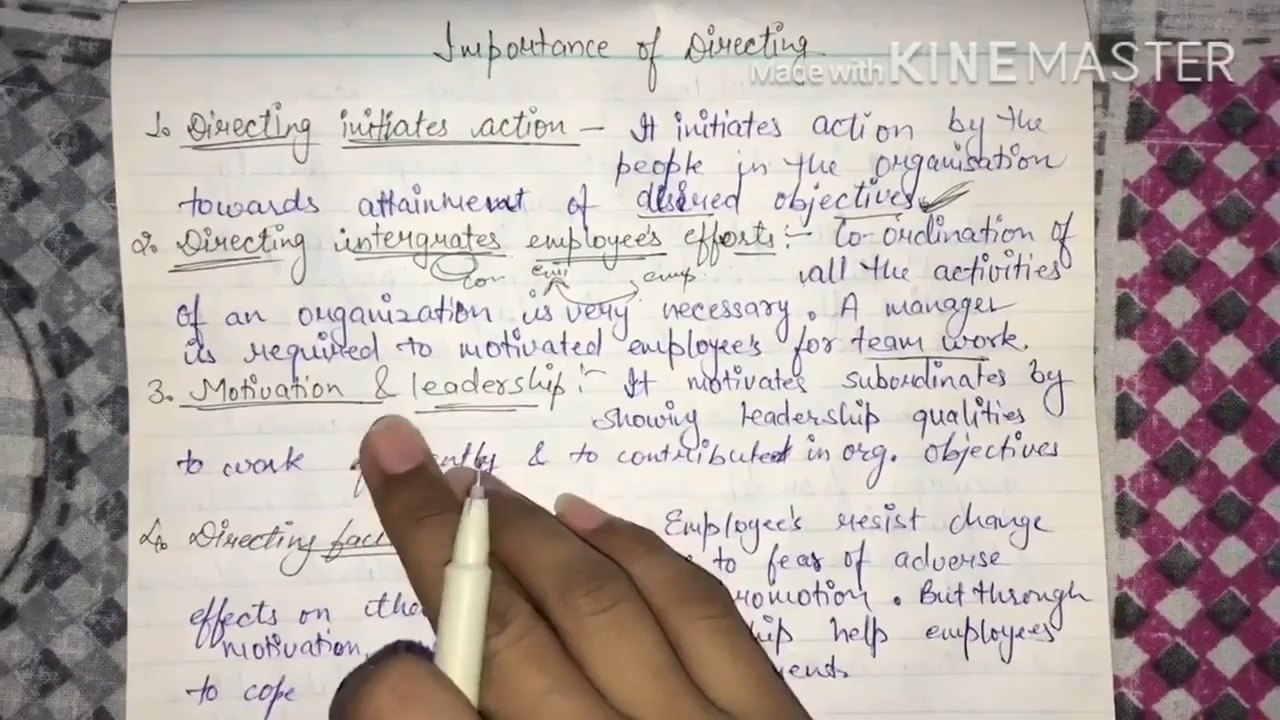 Importance of Directing
Made with KINEMASTER
1. Directing initiates action – It initiates action by the
people in the organisation
towards attainment of desired objectives
2. Directing intergrates employee's efforts :- Co-ordination of
all the activities
of an organization is very necessary. A manager
is required to motivated employee's for team work.
3. Motivation & leadership :- It motivates subordinates by
showing leadership qualities
to work & to contributed in org. objectives
4. Directing Employee's resist change
to fear of adverse
effects on But through
motivation, help employees
to cope